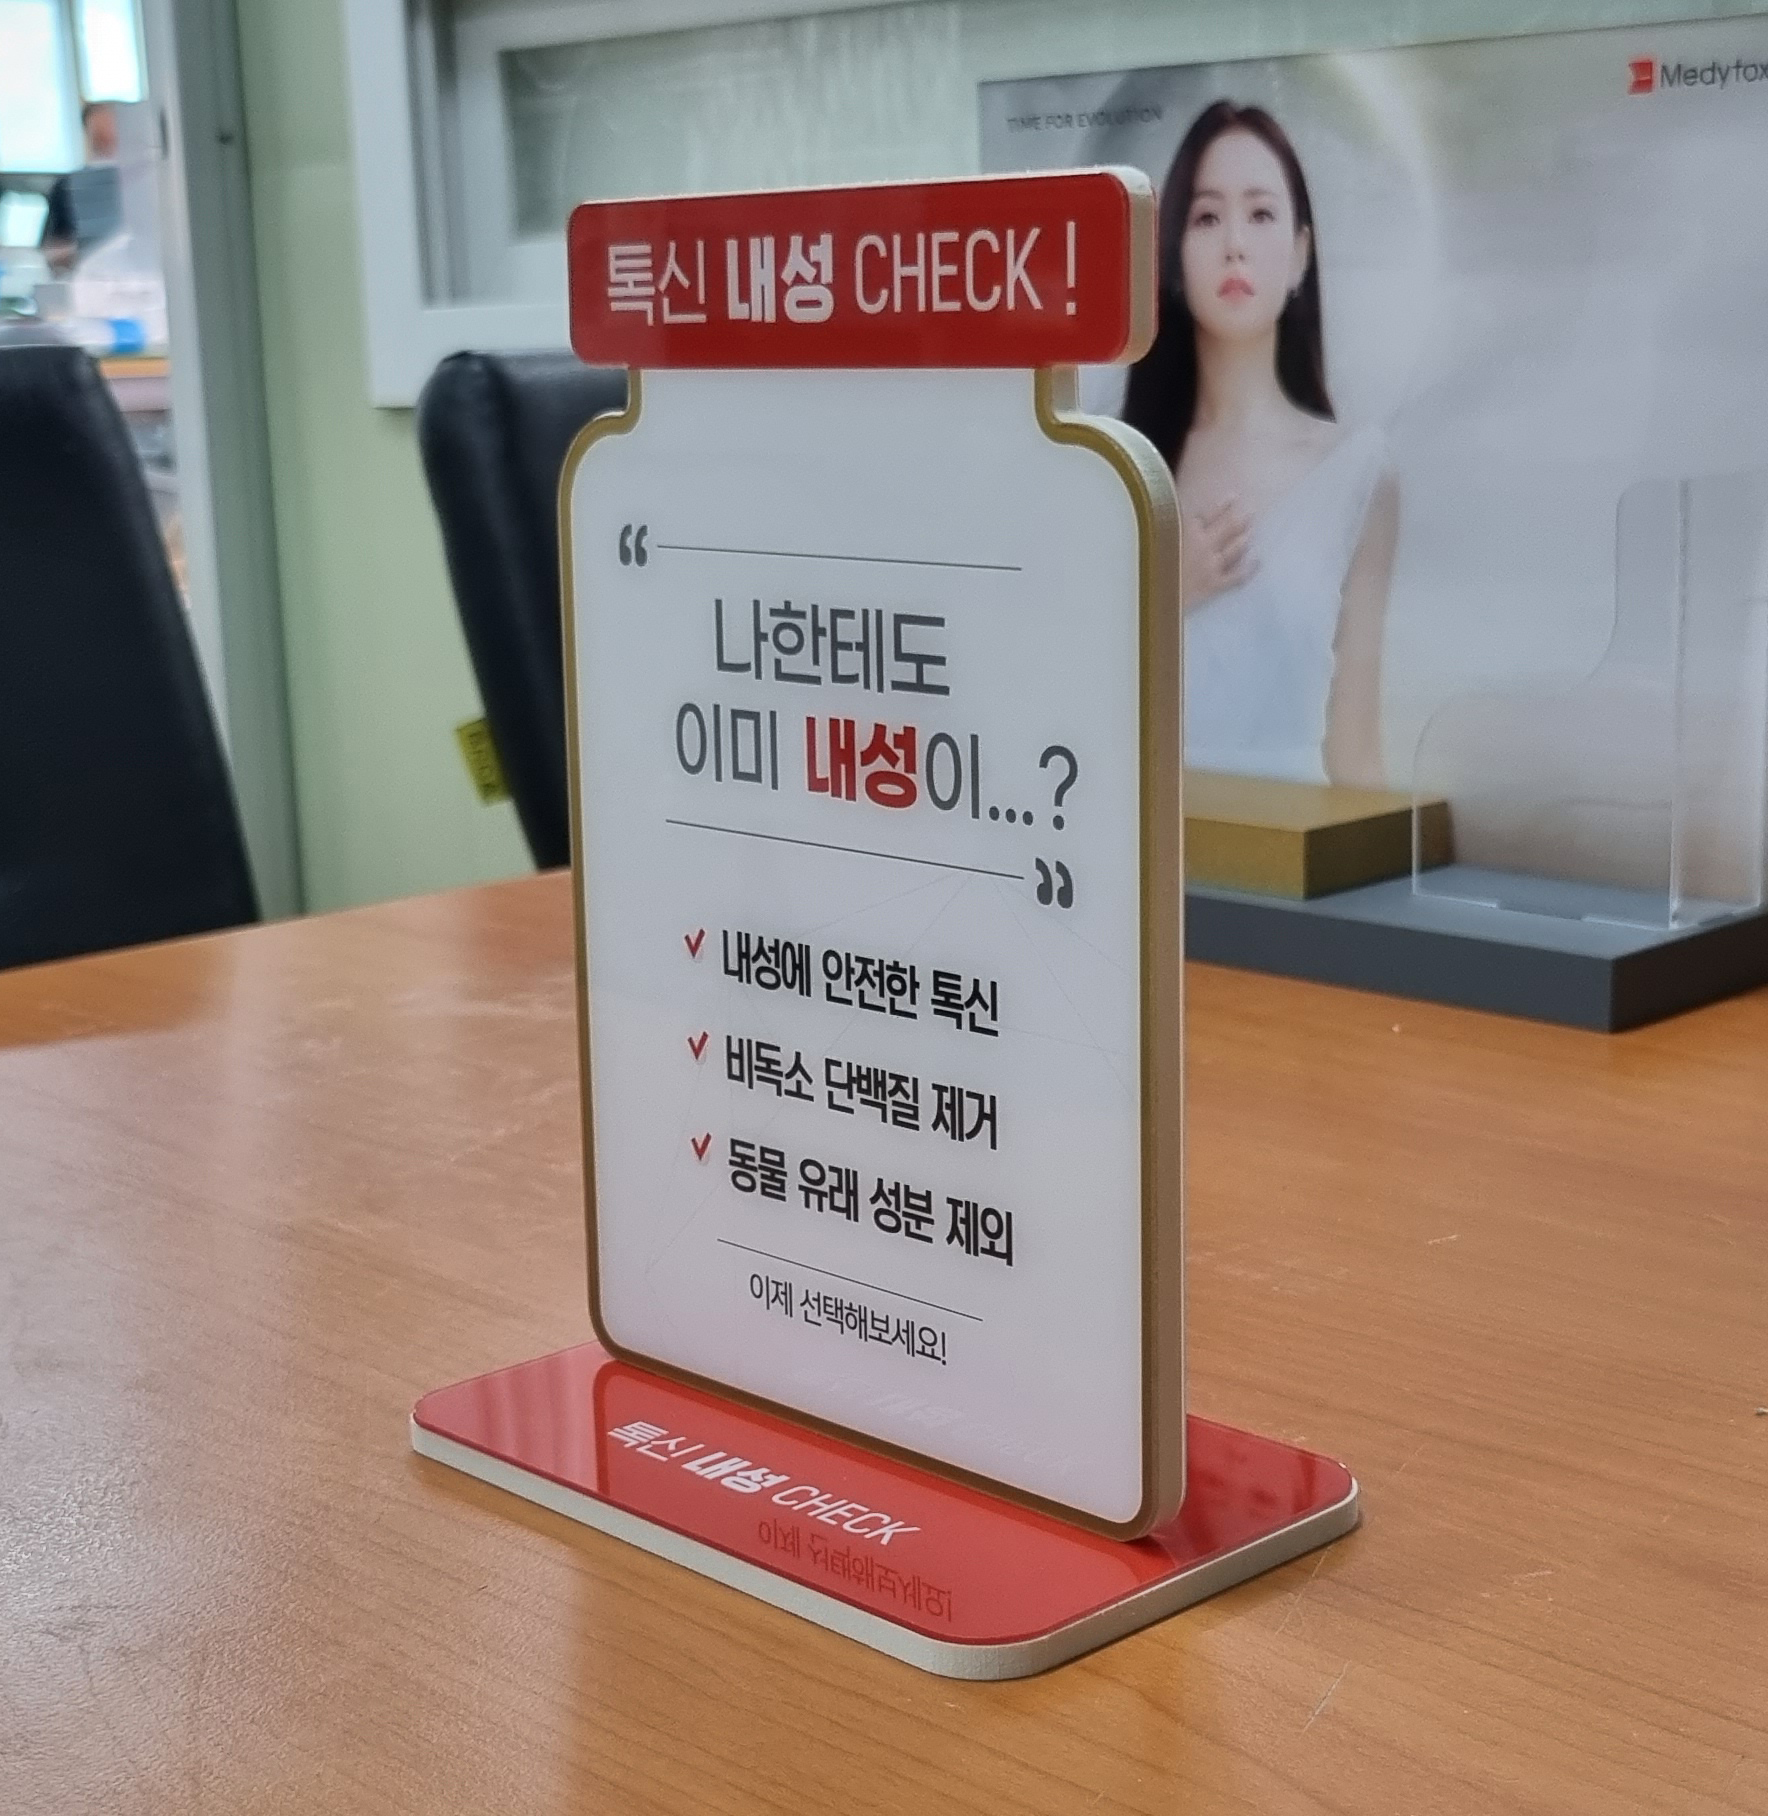 TIME FOR EVOLUTION
Medytox
톡신 내성 CHECK !
“
나한테도
이미 내성이...?
”
✓ 내성에 안전한 톡신
✓ 비독소 단백질 제거
✓ 동물 유래 성분 제외
이제 선택해보세요!
톡신 내성 CHECK